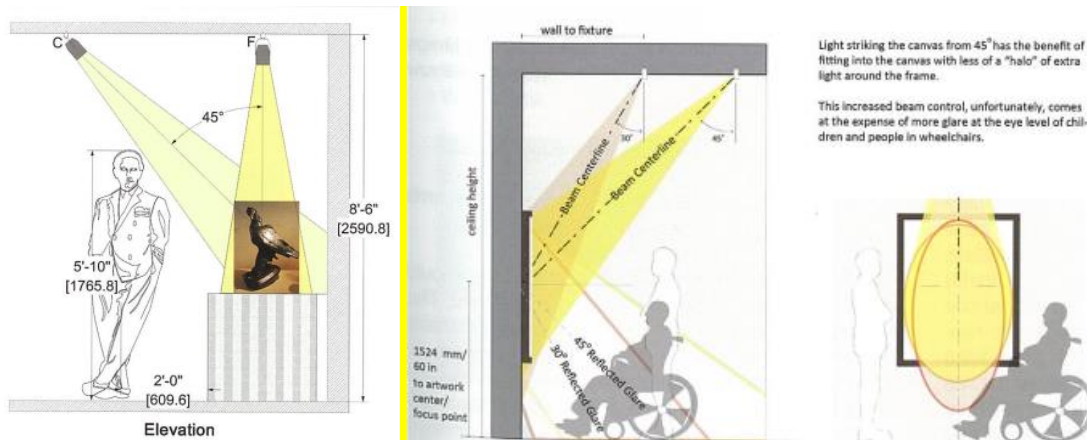 C
F
45°
8'-6"
[2590.8]
5'-10"
[1765.8]
2'-0"
[609.6]
Elevation
wall to fixture
30°
45°
Beam Centerline
Beam Centerline
ceiling height
45° Reflected Glare
30° Reflected Glare
1524 mm/
60 in
to artwork
center/
focus point
Light striking the canvas from 45° has the benefit of
fitting into the canvas with less of a "halo" of extra
light around the frame.
This increased beam control, unfortunately, comes
at the expense of more glare at the eye level of chil-
dren and people in wheelchairs.